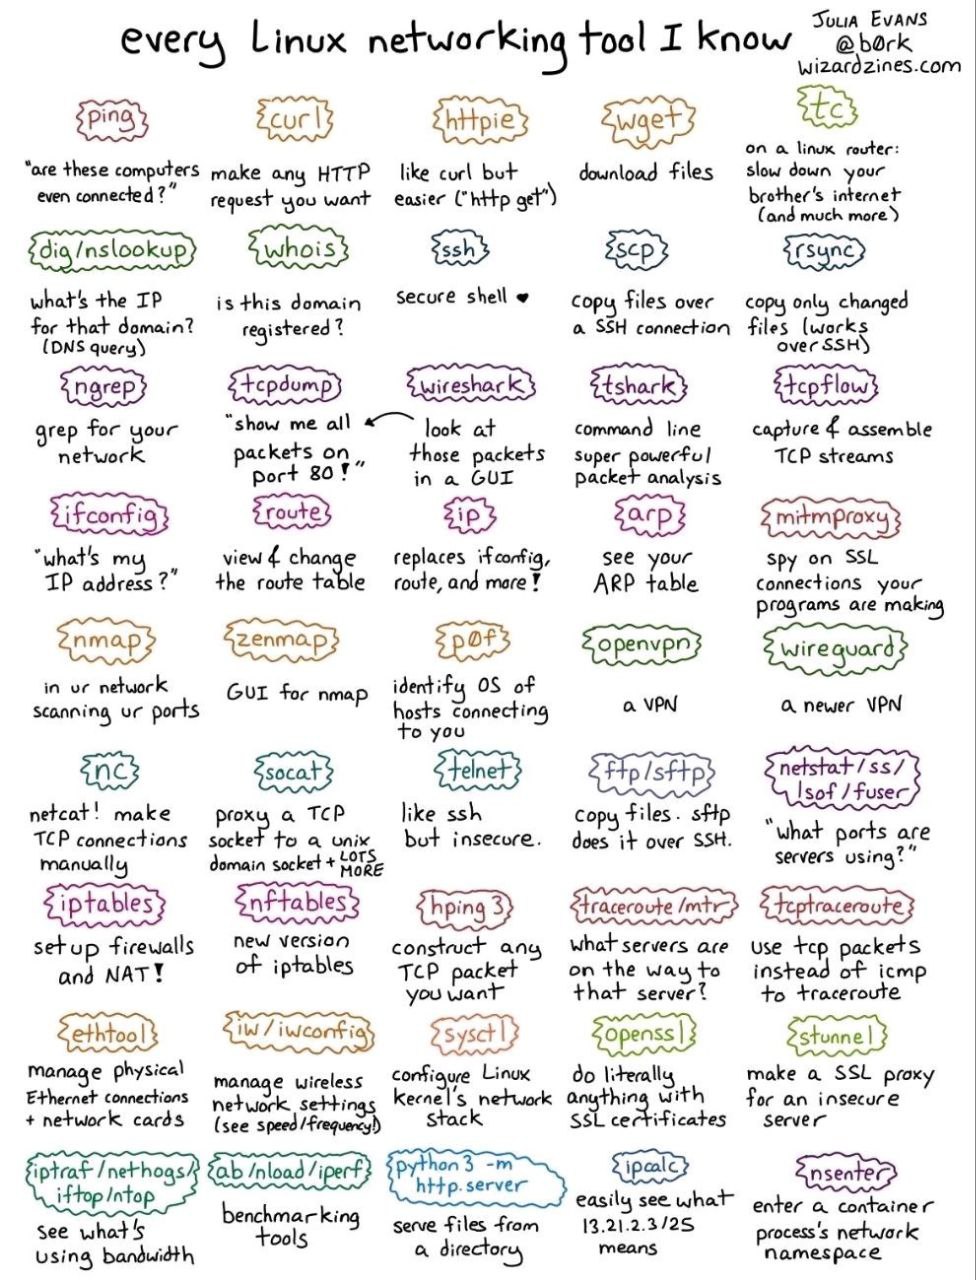 every Linux networking tool I know
JULIA EVANS
@b0rk
wizardzines.com
ping
"are these computers
even connected?"
curl
make any HTTP
request you want
httpie
like curl but
easier ("http get")
wget
download files
tc
on a linux router:
slow down your
brother's internet
(and much more)
dig/nslookup
what's the IP
for that domain?
(DNS query)
whois
is this domain
registered?
ssh
secure shell ♥
scp
copy files over
a SSH connection
rsync
copy only changed
files (works
over SSH)
ngrep
grep for your
network
tcpdump
"show me all
packets on
port 80!"
wireshark
look at
those packets
in a GUI
tshark
command line
super powerful
packet analysis
tcpflow
capture & assemble
TCP streams
ifconfig
"what's my
IP address?"
route
view & change
the route table
ip
replaces ifconfig,
route, and more!
arp
see your
ARP table
mitmproxy
spy on SSL
connections your
programs are making
nmap
in ur network
scanning ur ports
zenmap
GUI for nmap
p0f
identify OS of
hosts connecting
to you
openvpn
a VPN
wireguard
a newer VPN
nc
netcat! make
TCP connections
manually
socat
proxy a TCP
socket to a unix
domain socket + LOTS
MORE
telnet
like ssh
but insecure.
ftp/sftp
copy files. sftp
does it over SSH.
netstat/ss/
lsof/fuser
"what ports are
servers using?"
iptables
set up firewalls
and NAT!
nftables
new version
of iptables
hping3
construct any
TCP packet
you want
traceroute/mtr
what servers are
on the way to
that server?
tcptraceroute
use tcp packets
instead of icmp
to traceroute
ethtool
manage physical
Ethernet connections
+ network cards
iw/iwconfig
manage wireless
network settings
(see speed/frequency!)
sysctl
configure Linux
kernel's network
stack
openssl
do literally
anything with
SSL certificates
stunnel
make a SSL proxy
for an insecure
server
iptraf/nethogs/
iftop/ntop
see what's
using bandwidth
ab/nload/iperf
benchmarking
tools
python3 -m
http.server
serve files from
a directory
ipcalc
easily see what
13.21.2.3/25
means
nsenter
enter a container
process's network
namespace